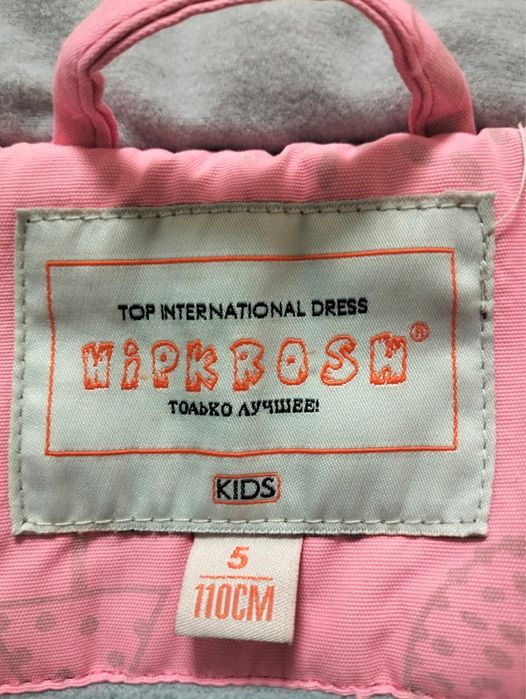 TOP INTERNATIONAL DRESS
HiPKROSH®
ТОЛЬКО ЛУЧШЕЕ!
KIDS
5
110CM